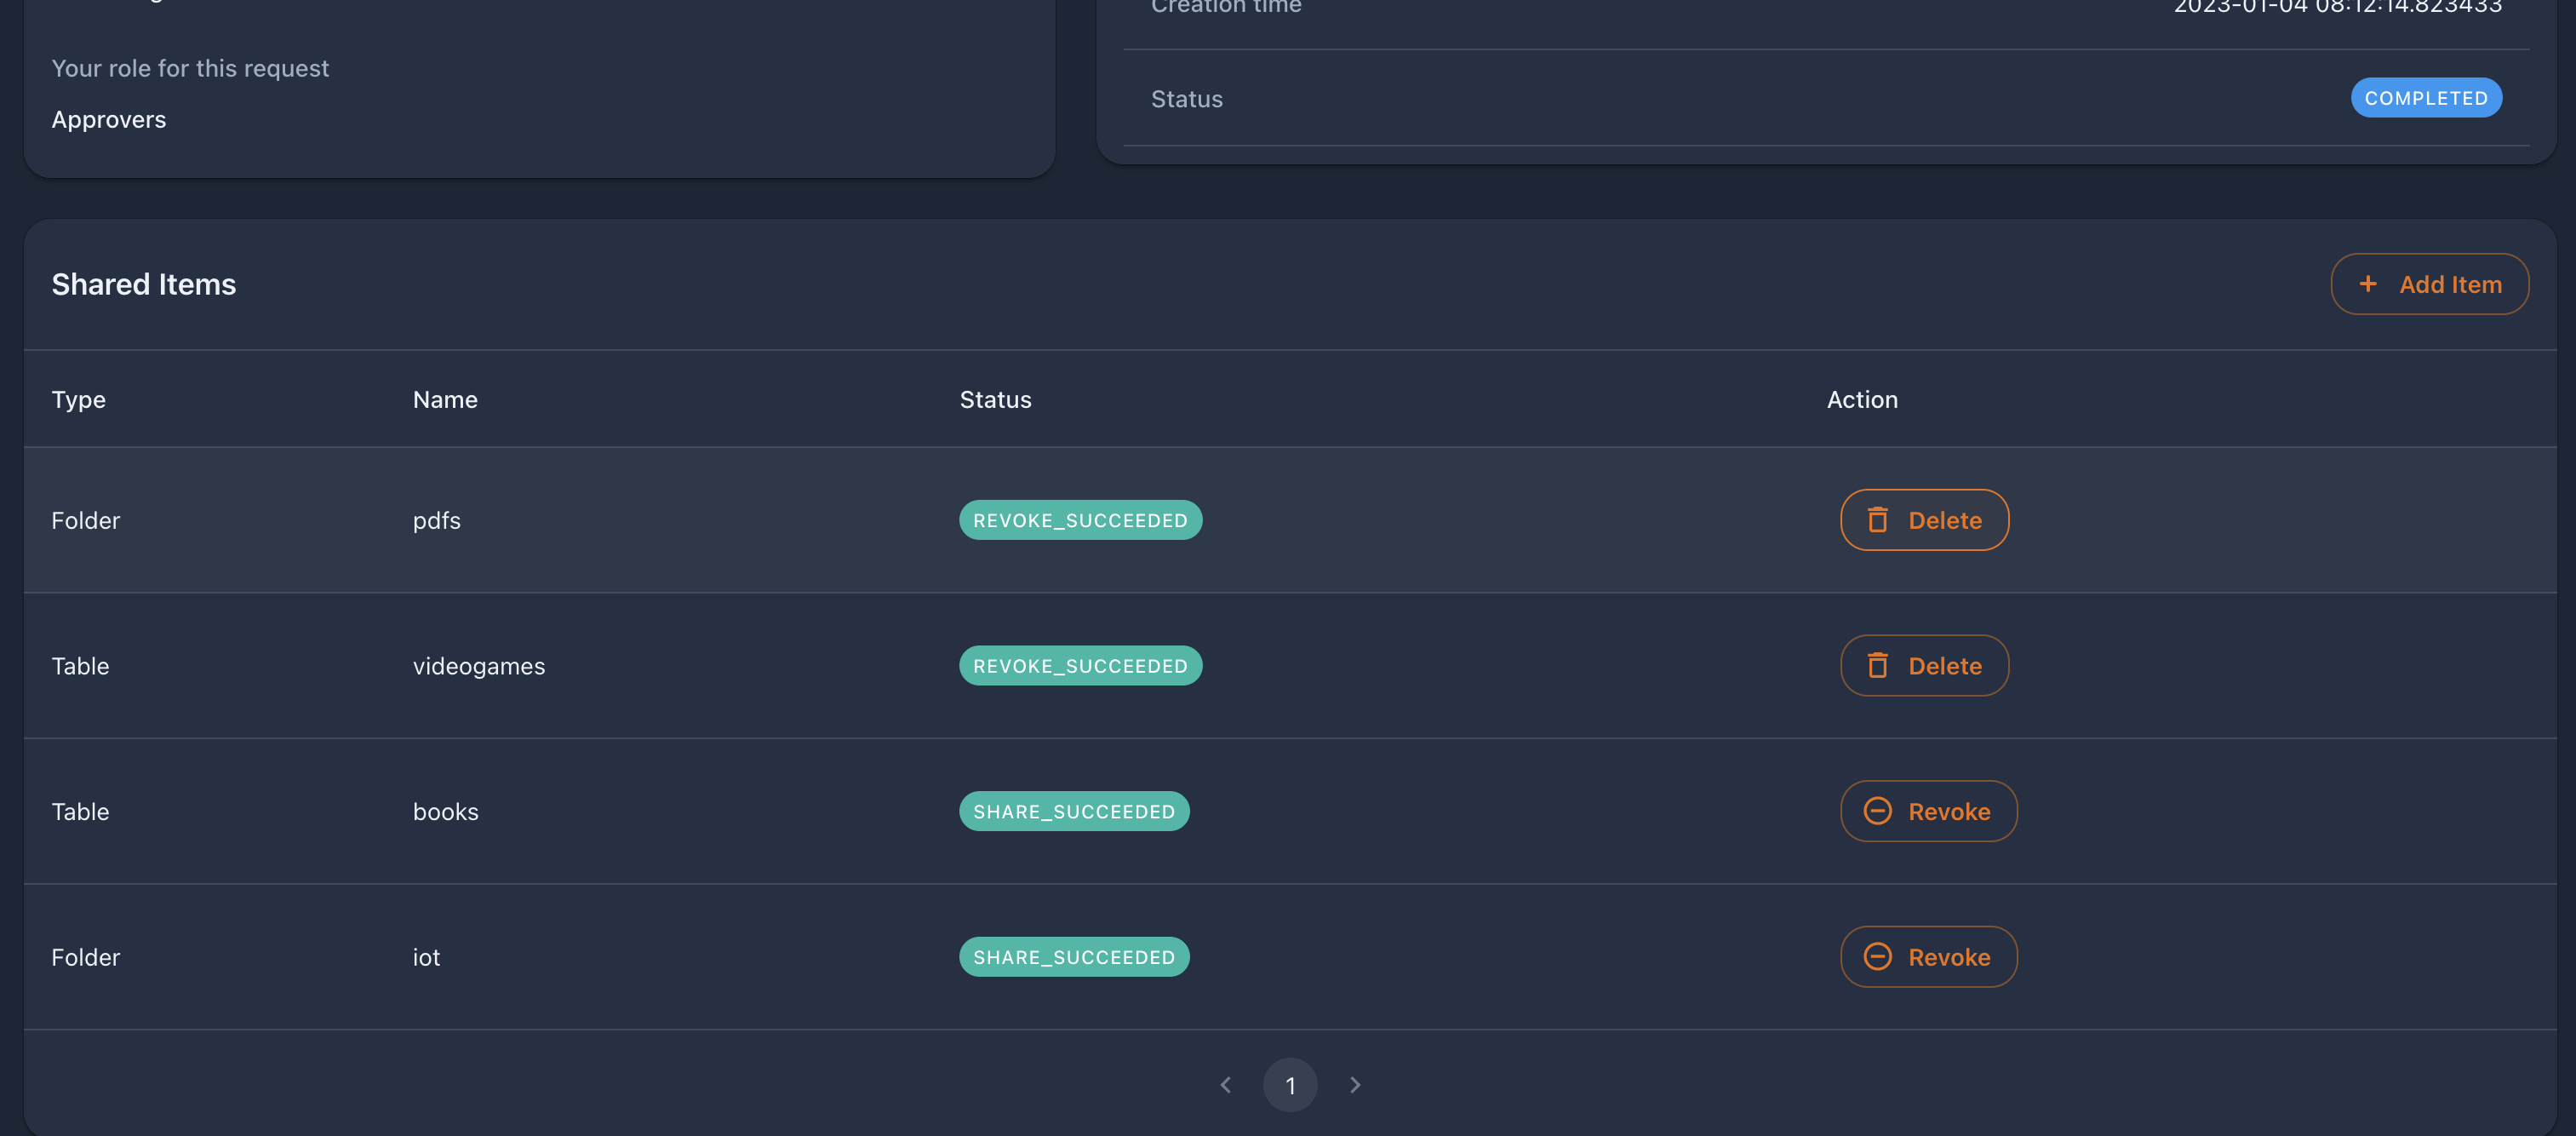 Your role for this request
Approvers
Creation time 2023-01-04 08:12:14.823433
Status COMPLETED
Shared Items
Add Item
Type Name Status Action
Folder pdfs REVOKE_SUCCEEDED Delete
Table videogames REVOKE_SUCCEEDED Delete
Table books SHARE_SUCCEEDED Revoke
Folder iot SHARE_SUCCEEDED Revoke
1